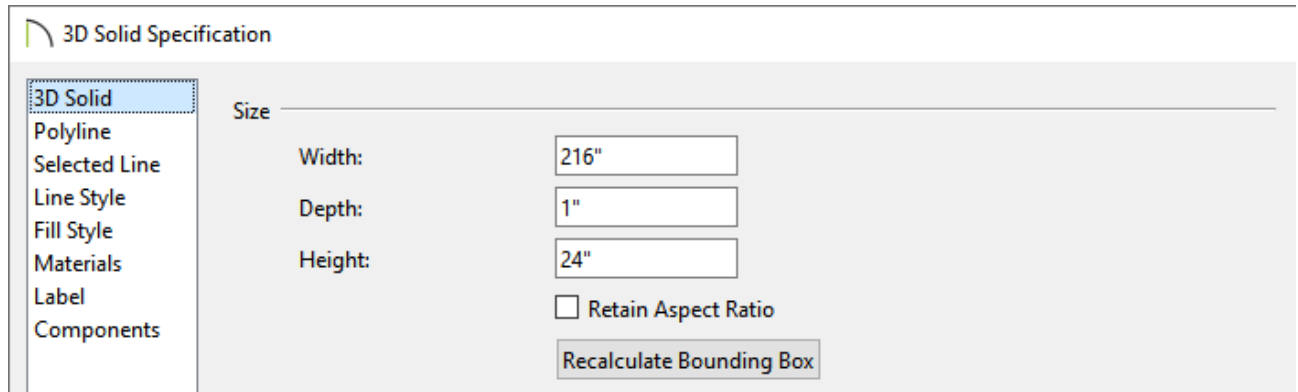 3D Solid Specification
3D Solid
Polyline
Selected Line
Line Style
Fill Style
Materials
Label
Components
Size
Width: 216"
Depth: 1"
Height: 24"
Retain Aspect Ratio
Recalculate Bounding Box